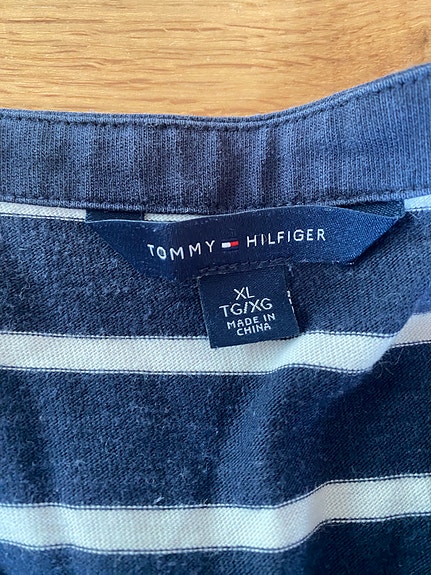 TOMMY HILFIGER
XL
TG/XG
MADE IN
CHINA